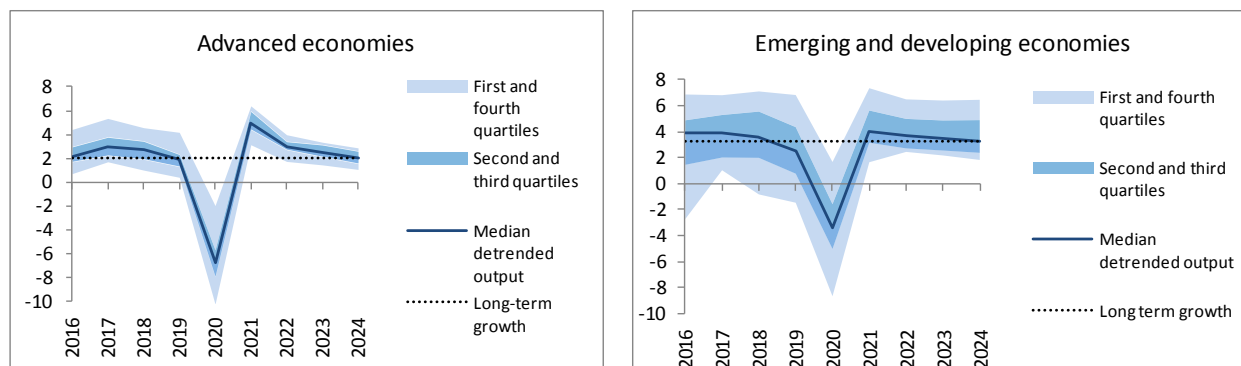 Advanced economies
8
6
4
2
0
-2
-4
-6
-8
-10
2016
2017
2018
2019
2020
2021
2022
2023
2024
First and
fourth
quartiles
Second and
third quartiles
Median
detrended
output
Long-term
growth
Emerging and developing economies
8
6
4
2
0
-2
-4
-6
-8
-10
2016
2017
2018
2019
2020
2021
2022
2023
2024
First and fourth
quartiles
Second and third
quartiles
Median
detrended output
Long term growth